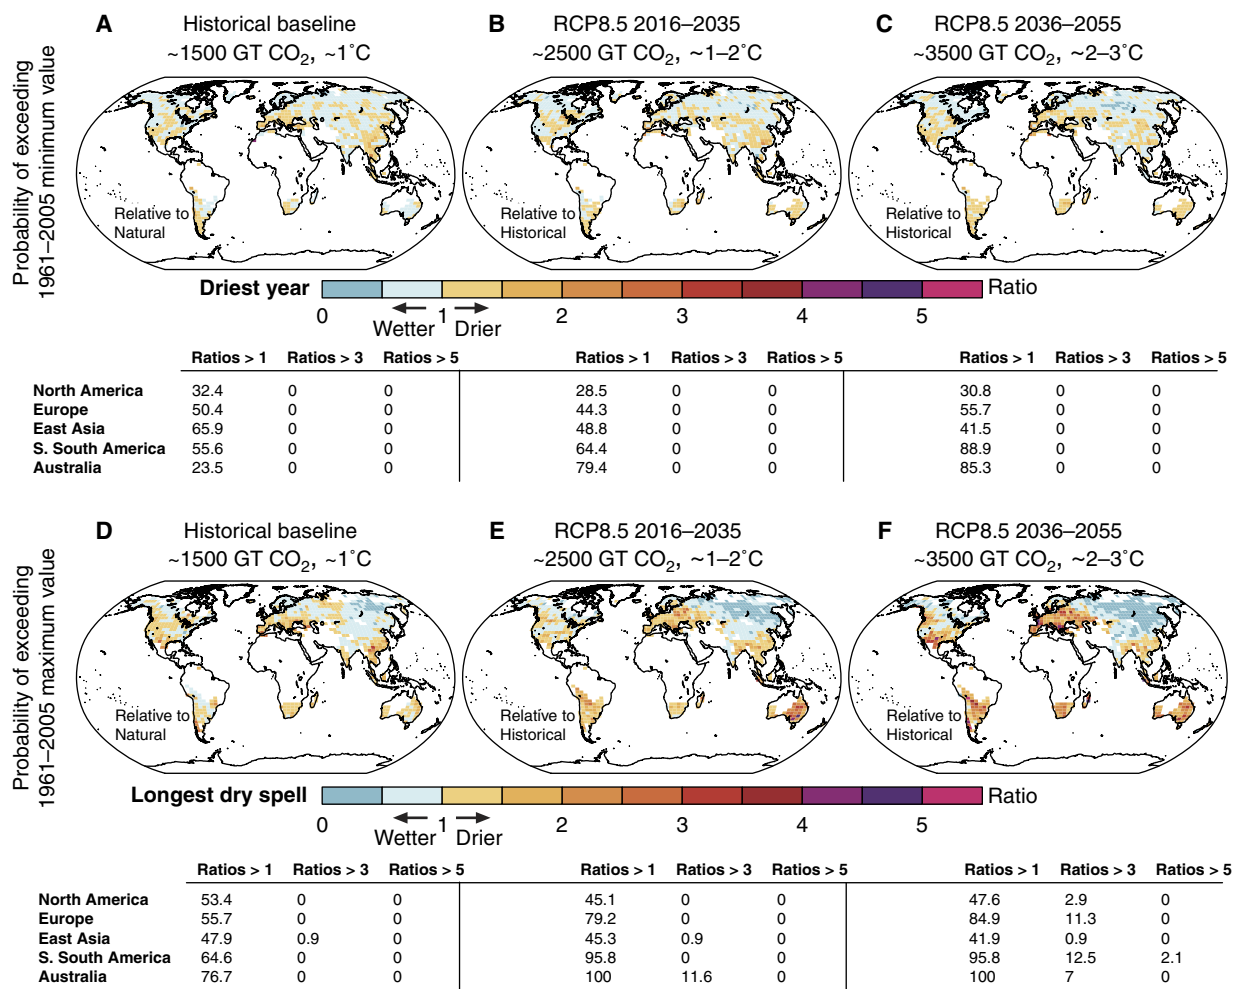 A Historical baseline
~1500 GT CO2, ~1˚C
B RCP8.5 2016–2035
~2500 GT CO2, ~1–2˚C
C RCP8.5 2036–2055
~3500 GT CO2, ~2–3˚C
Probability of exceeding
1961–2005 minimum value
Relative to
Natural
Relative to
Historical
Relative to
Historical
Driest year
Ratio
0 1 2 3 4 5
Wetter Drier
Ratios > 1 Ratios > 3 Ratios > 5 Ratios > 1 Ratios > 3 Ratios > 5 Ratios > 1 Ratios > 3 Ratios > 5
North America 32.4 0 0 28.5 0 0 30.8 0 0
Europe 50.4 0 0 44.3 0 0 55.7 0 0
East Asia 65.9 0 0 48.8 0 0 41.5 0 0
S. South America 55.6 0 0 64.4 0 0 88.9 0 0
Australia 23.5 0 0 79.4 0 0 85.3 0 0
D Historical baseline
~1500 GT CO2, ~1˚C
E RCP8.5 2016–2035
~2500 GT CO2, ~1–2˚C
F RCP8.5 2036–2055
~3500 GT CO2, ~2–3˚C
Probability of exceeding
1961–2005 maximum value
Relative to
Natural
Relative to
Historical
Relative to
Historical
Longest dry spell
Ratio
0 1 2 3 4 5
Wetter Drier
Ratios > 1 Ratios > 3 Ratios > 5 Ratios > 1 Ratios > 3 Ratios > 5 Ratios > 1 Ratios > 3 Ratios > 5
North America 53.4 0 0 45.1 0 0 47.6 2.9 0
Europe 55.7 0 0 79.2 0 0 84.9 11.3 0
East Asia 47.9 0.9 0 45.3 0.9 0 41.9 0.9 0
S. South America 64.6 0 0 95.8 0 0 95.8 12.5 2.1
Australia 76.7 0 0 100 11.6 0 100 7 0